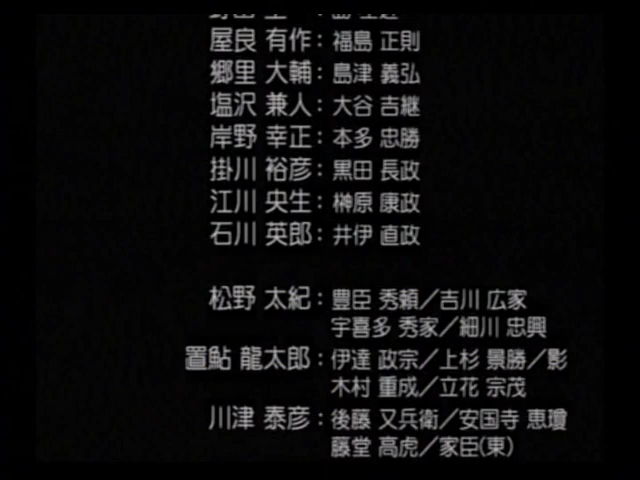 屋良 有作：福島 正則
郷里 大輔：島津 義弘
塩沢 兼人：大谷 吉継
岸野 幸正：本多 忠勝
掛川 裕彦：黒田 長政
江川 央生：榊原 康政
石川 英郎：井伊 直政
松野 太紀：豊臣 秀頼／吉川 広家
宇喜多 秀家／細川 忠興
置鮎 龍太郎：伊達 政宗／上杉 景勝／影
木村 重成／立花 宗茂
川津 泰彦：後藤 又兵衛／安国寺 恵瓊
藤堂 高虎／家臣(東)